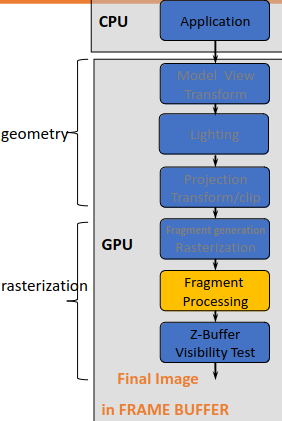 CPU
Application
Model View
Transform
geometry
Lighting
Projection
Transform/clip
Fragment generation
GPU
Rasterization
rasterization
Fragment
Processing
Z-Buffer
Visibility Test
Final Image
in FRAME BUFFER